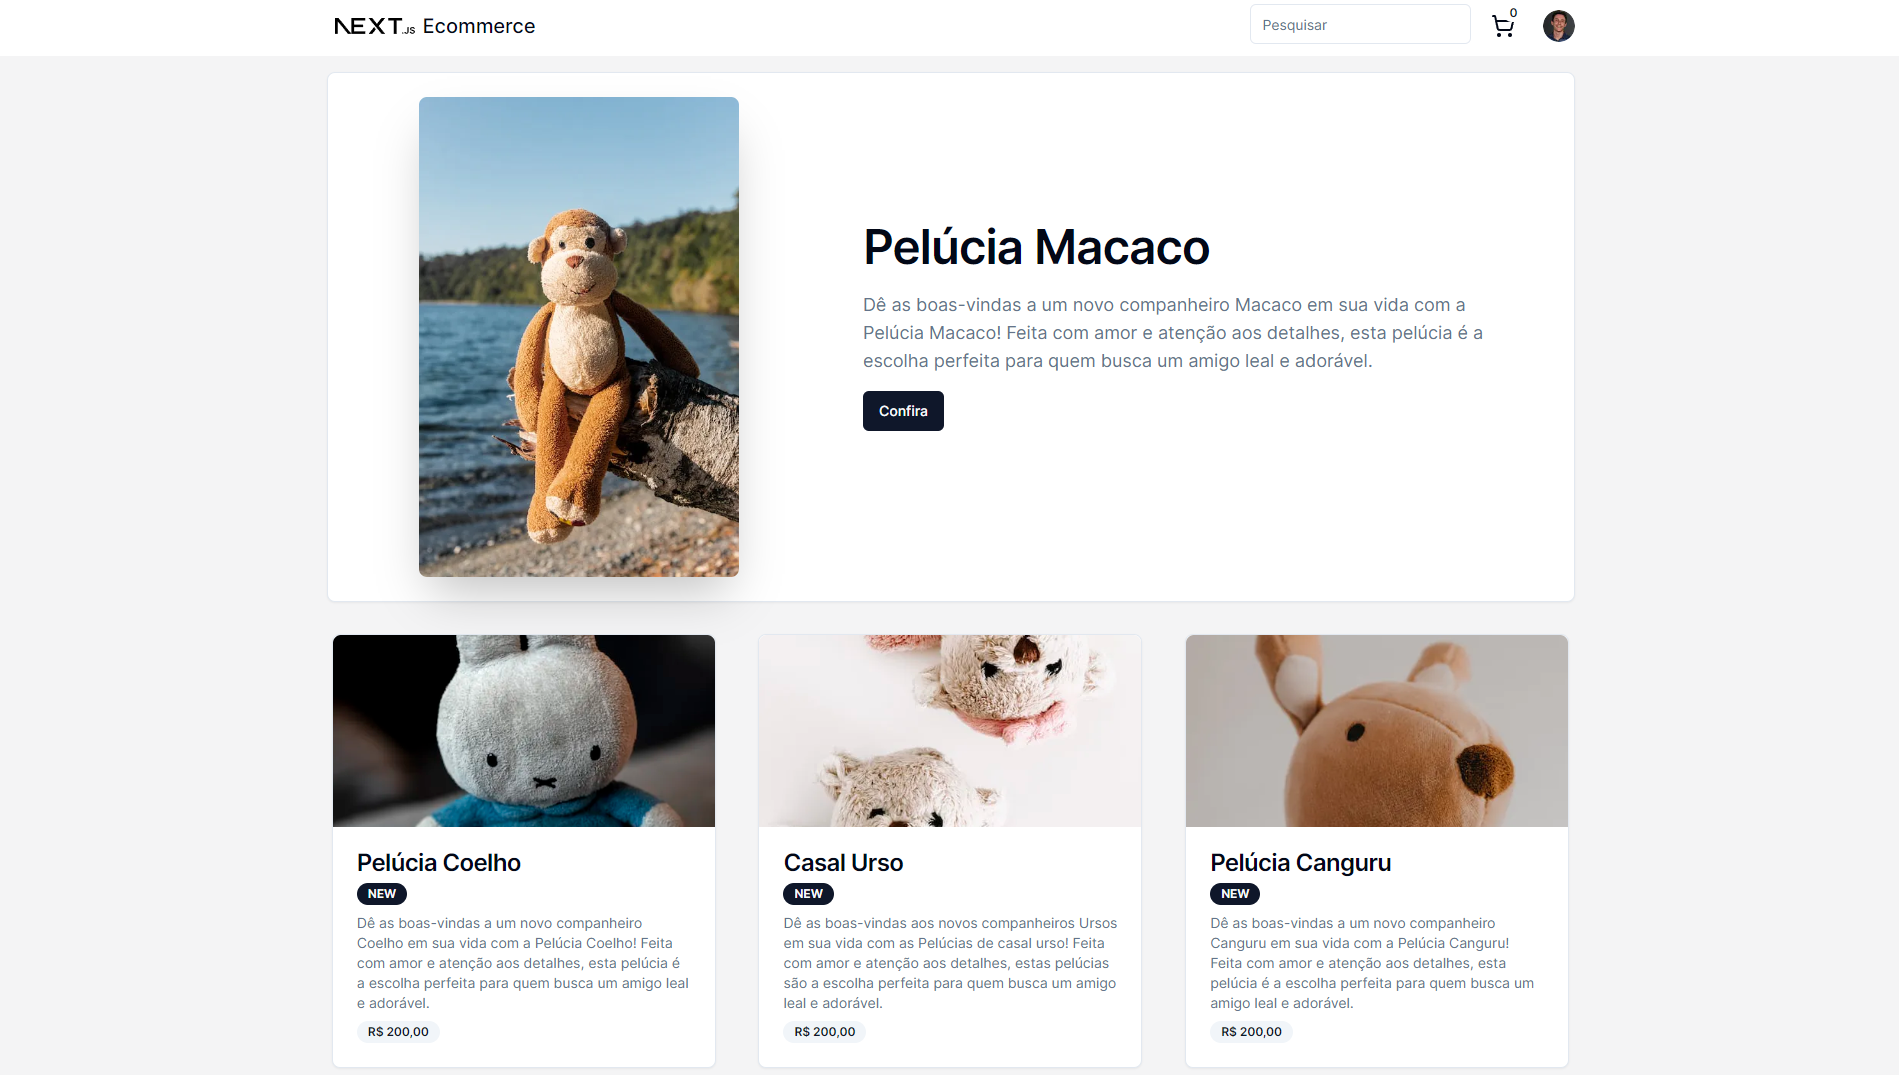 NEXT.JS Ecommerce
Pesquisar
0
Pelúcia Macaco
Dê as boas-vindas a um novo companheiro Macaco em sua vida com a
Pelúcia Macaco! Feita com amor e atenção aos detalhes, esta pelúcia é a
escolha perfeita para quem busca um amigo leal e adorável.
Confira
Pelúcia Coelho
NEW
Dê as boas-vindas a um novo companheiro
Coelho em sua vida com a Pelúcia Coelho! Feita
com amor e atenção aos detalhes, esta pelúcia é
a escolha perfeita para quem busca um amigo leal
e adorável.
R$ 200,00
Casal Urso
NEW
Dê as boas-vindas aos novos companheiros Ursos
em sua vida com as Pelúcias de casal urso! Feita
com amor e atenção aos detalhes, estas pelúcias
são a escolha perfeita para quem busca um amigo
leal e adorável.
R$ 200,00
Pelúcia Canguru
NEW
Dê as boas-vindas a um novo companheiro
Canguru em sua vida com a Pelúcia Canguru!
Feita com amor e atenção aos detalhes, esta
pelúcia é a escolha perfeita para quem busca um
amigo leal e adorável.
R$ 200,00